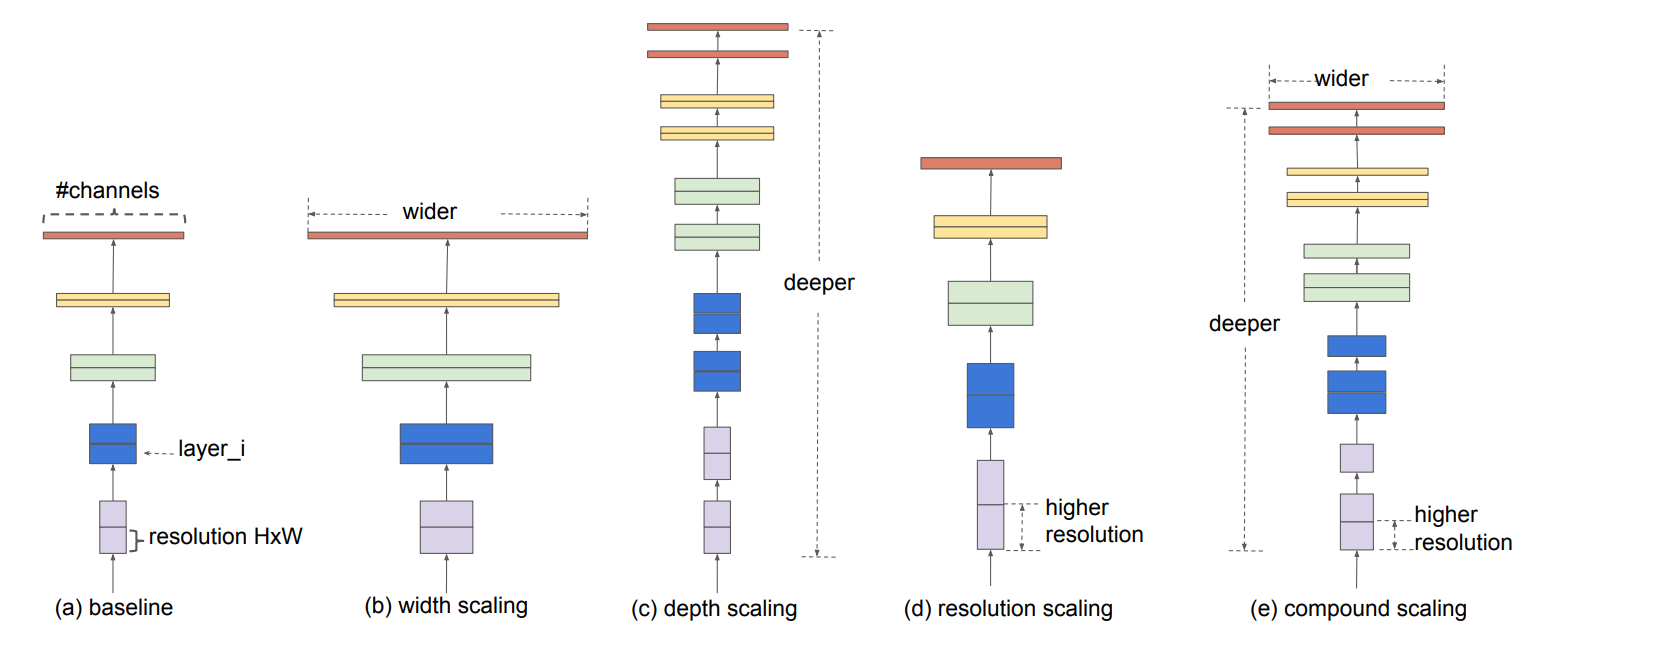 #channels
layer_i
resolution HxW
(a) baseline
wider
(b) width scaling
deeper
(c) depth scaling
higher
resolution
(d) resolution scaling
wider
deeper
higher
resolution
(e) compound scaling